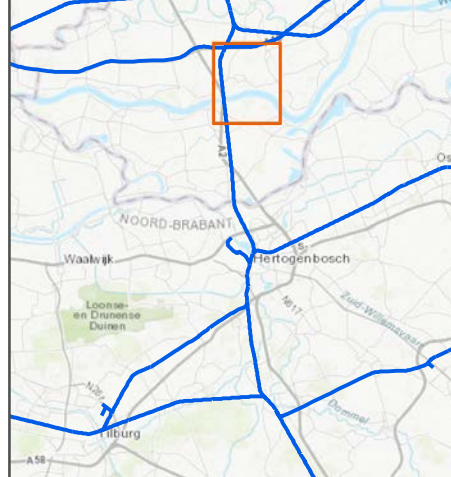 A2
Os
NOORD-BRABANT
Waalwijk
's-
Hertogenbosch
Loonse-
en Drunense
Duinen
N617
Zuid-Willemsvaart
N261
Tilburg
Dommel
A58